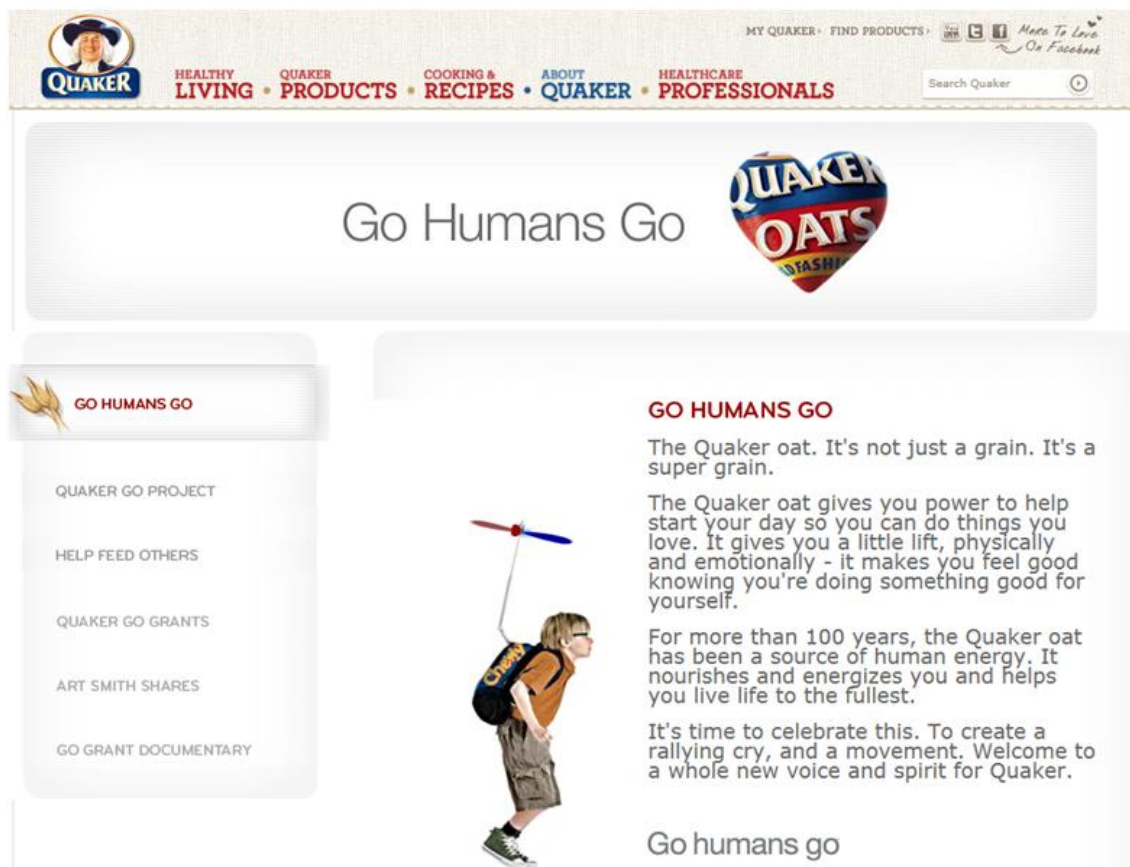 MY QUAKER› FIND PRODUCTS› You Tube t f More To Love
On Facebook
QUAKER
HEALTHY LIVING • QUAKER PRODUCTS • COOKING & RECIPES • ABOUT QUAKER • HEALTHCARE PROFESSIONALS
Search Quaker
Go Humans Go
QUAKER
OATS
OLD FASHI
GO HUMANS GO
QUAKER GO PROJECT
HELP FEED OTHERS
QUAKER GO GRANTS
ART SMITH SHARES
GO GRANT DOCUMENTARY
Chewy
GO HUMANS GO
The Quaker oat. It's not just a grain. It's a
super grain.
The Quaker oat gives you power to help
start your day so you can do things you
love. It gives you a little lift, physically
and emotionally - it makes you feel good
knowing you're doing something good for
yourself.
For more than 100 years, the Quaker oat
has been a source of human energy. It
nourishes and energizes you and helps
you live life to the fullest.
It's time to celebrate this. To create a
rallying cry, and a movement. Welcome to
a whole new voice and spirit for Quaker.
Go humans go